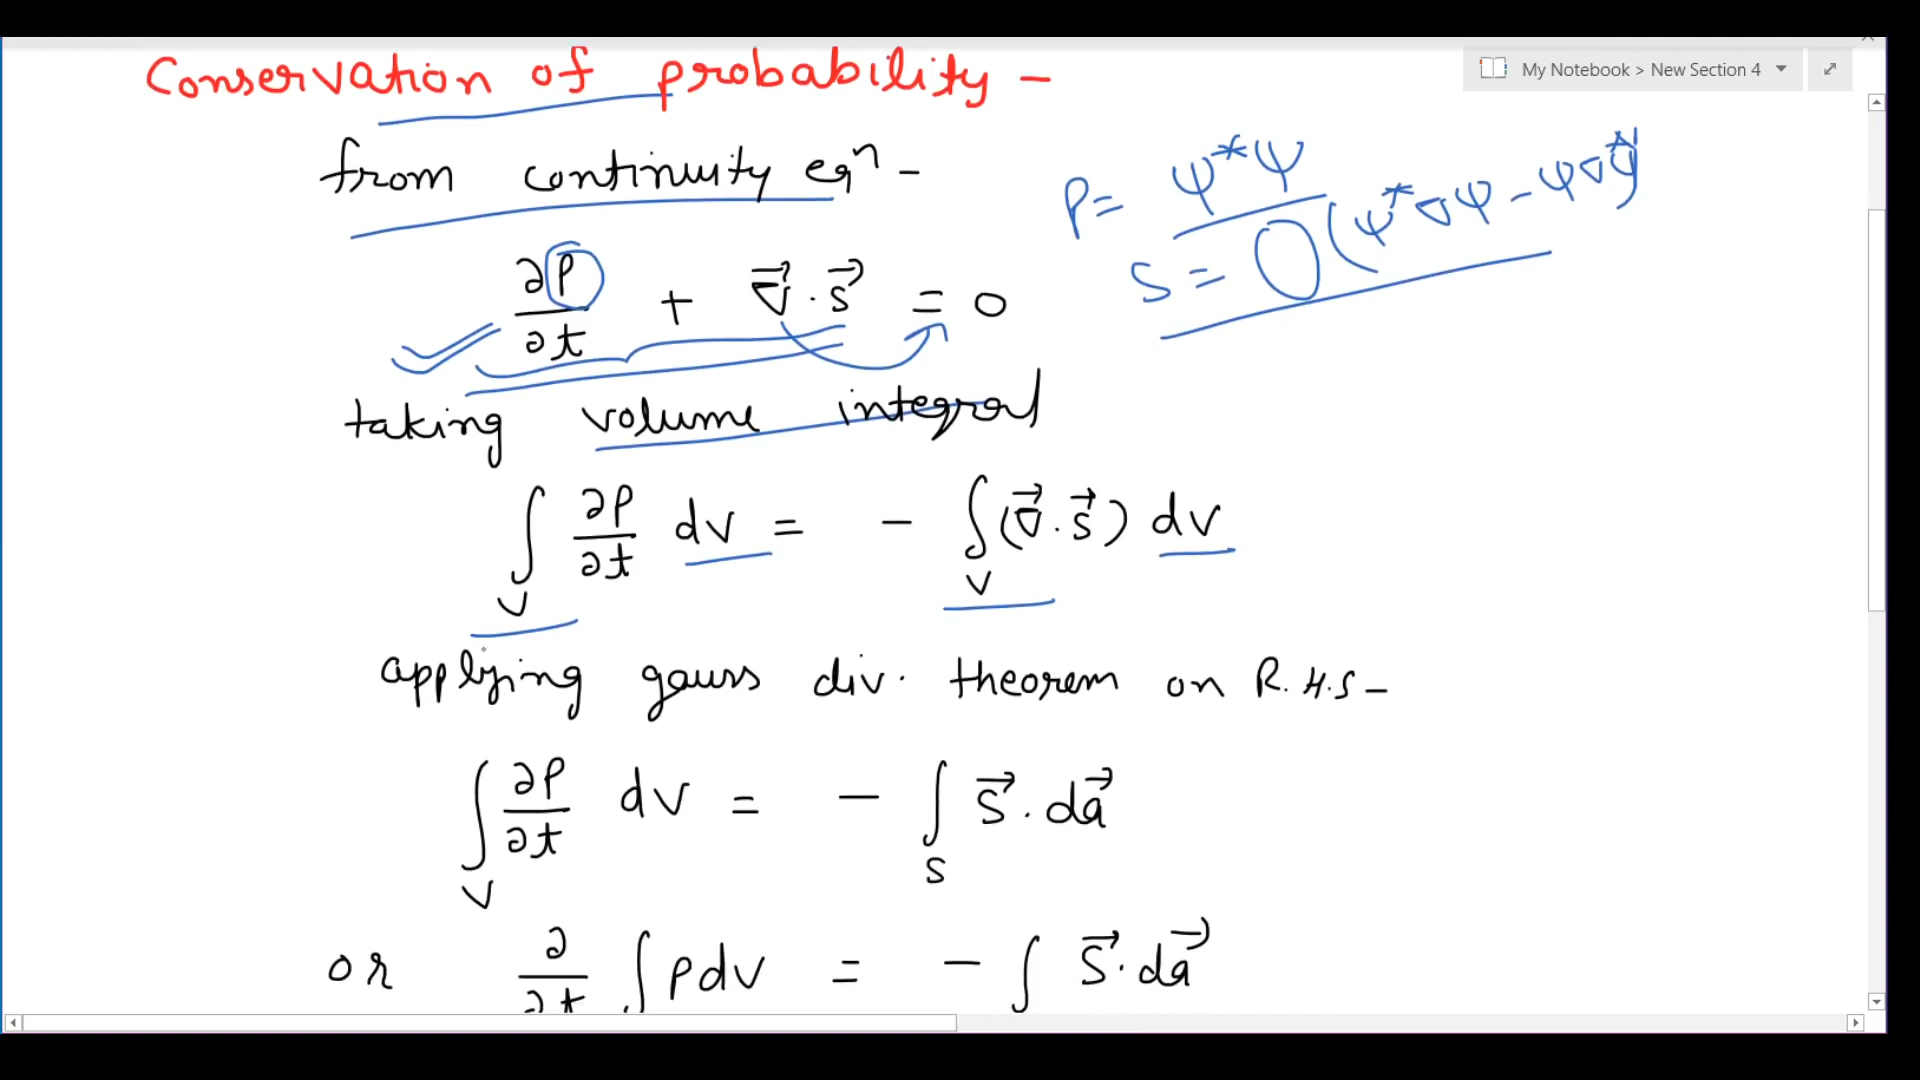 Conservation of probability -
My Notebook > New Section 4
from continuity eqⁿ -
P = ψ*ψ
S = ( ψ*∇ψ - ψ∇ψ* )
∂P/∂t + ∇⃗·S⃗ = 0
taking volume integral
∫_V ∂P/∂t dv = - ∫_V (∇⃗·S⃗) dv
applying gauss div. theorem on R.H.S -
∫_V ∂P/∂t dv = - ∫_S S⃗·da⃗
or ∂/∂t ∫ P dv = - ∫ S⃗·da⃗